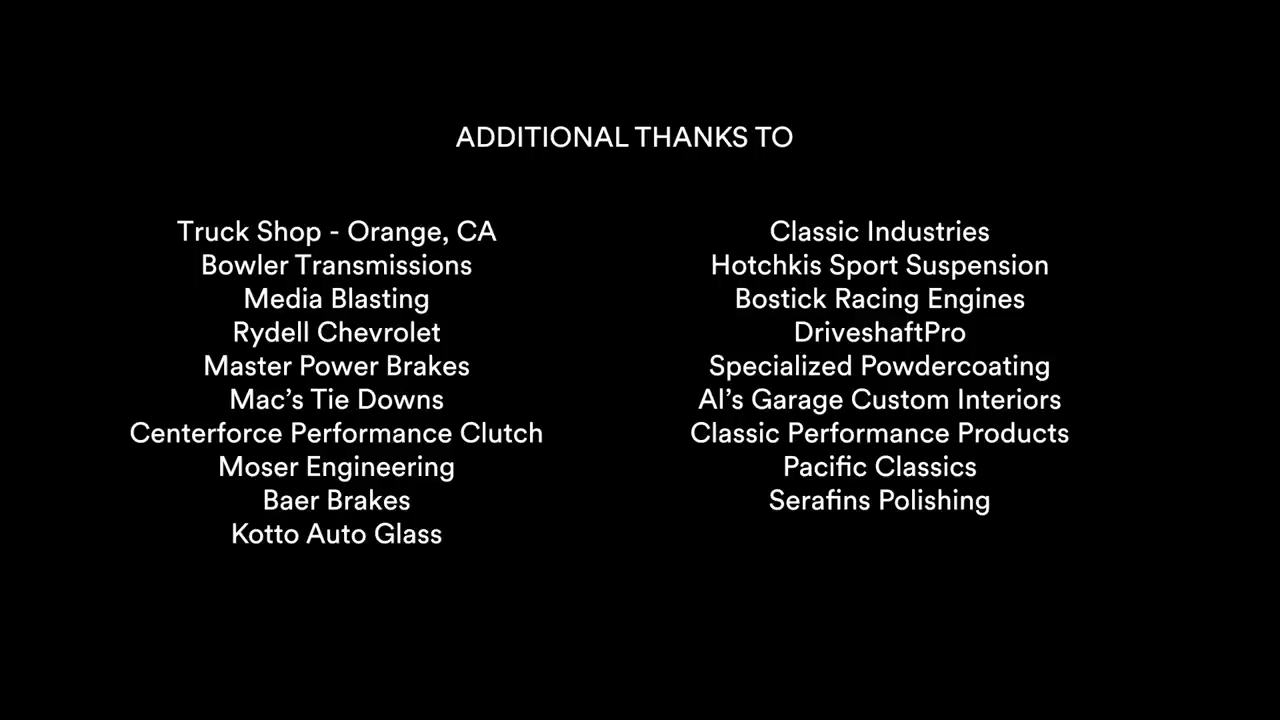 ADDITIONAL THANKS TO
Truck Shop - Orange, CA
Bowler Transmissions
Media Blasting
Rydell Chevrolet
Master Power Brakes
Mac’s Tie Downs
Centerforce Performance Clutch
Moser Engineering
Baer Brakes
Kotto Auto Glass
Classic Industries
Hotchkis Sport Suspension
Bostick Racing Engines
DriveshaftPro
Specialized Powdercoating
Al’s Garage Custom Interiors
Classic Performance Products
Pacific Classics
Serafins Polishing